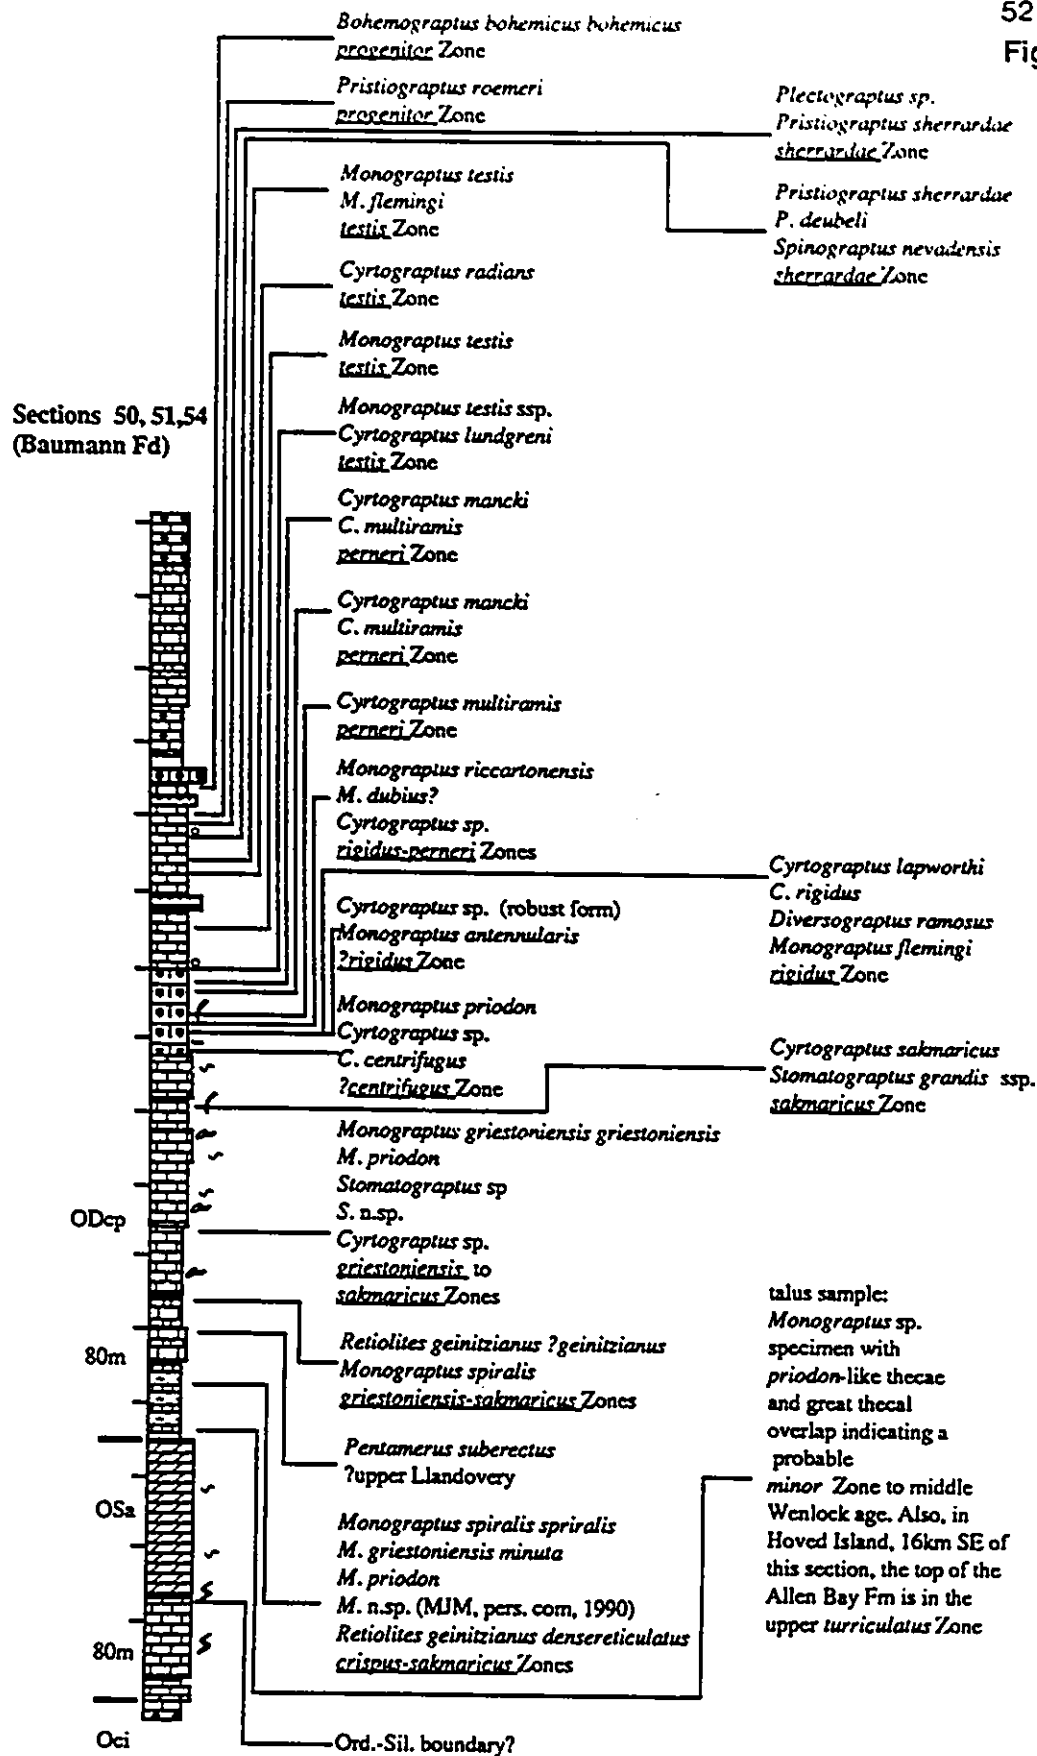 52
Fig
Bohemograptus bohemicus bohemicus
progenitor Zone
Pristiograptus roemeri
progenitor Zone
Plectograptus sp.
Pristiograptus sherrardae
sherrardae Zone
Monograptus testis
M. flemingi
testis Zone
Pristiograptus sherrardae
P. deubeli
Spinograptus nevadensis
sherrardae Zone
Cyrtograptus radians
testis Zone
Monograptus testis
testis Zone
Sections 50, 51,54
(Baumann Fd)
Monograptus testis ssp.
Cyrtograptus lundgreni
testis Zone
Cyrtograptus mancki
C. multiramis
perneri Zone
Cyrtograptus mancki
C. multiramis
perneri Zone
Cyrtograptus multiramis
perneri Zone
Monograptus riccartonensis
M. dubius?
Cyrtograptus sp.
rigidus-perneri Zones
Cyrtograptus lapworthi
C. rigidus
Diversograptus ramosus
Monograptus flemingi
rigidus Zone
Cyrtograptus sp. (robust form)
Monograptus antennularis
?rigidus Zone
Monograptus priodon
Cyrtograptus sp.
C. centrifugus
?centrifugus Zone
Cyrtograptus sakmaricus
Stomatograptus grandis ssp.
sakmaricus Zone
Monograptus griestoniensis griestoniensis
M. priodon
Stomatograptus sp
S. n.sp.
Cyrtograptus sp.
griestoniensis to
sakmaricus Zones
ODcp
Retiolites geinitzianus ?geinitzianus
Monograptus spiralis
griestoniensis-sakmaricus Zones
80m
Pentamerus suberectus
?upper Llandovery
talus sample:
Monograptus sp.
specimen with
priodon-like thecae
and great thecal
overlap indicating a
probable
minor Zone to middle
Wenlock age. Also, in
Hoved Island, 16km SE of
this section, the top of the
Allen Bay Fm is in the
upper turriculatus Zone
OSa
Monograptus spiralis spriralis
M. griestoniensis minuta
M. priodon
M. n.sp. (MJM, pers. com, 1990)
Retiolites geinitzianus densereticulatus
crispus-sakmaricus Zones
80m
Oci
Ord.-Sil. boundary?